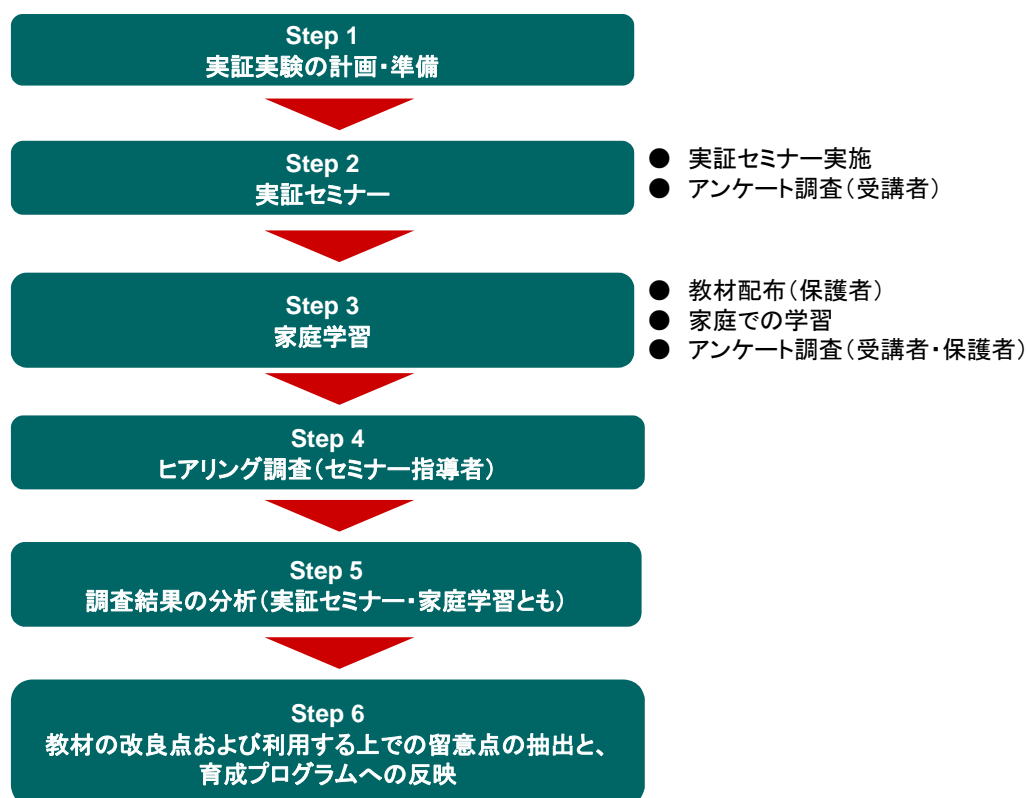 Step 1
実証実験の計画・準備
Step 2
実証セミナー
● 実証セミナー実施
● アンケート調査（受講者）
Step 3
家庭学習
● 教材配布（保護者）
● 家庭での学習
● アンケート調査（受講者・保護者）
Step 4
ヒアリング調査（セミナー指導者）
Step 5
調査結果の分析（実証セミナー・家庭学習とも）
Step 6
教材の改良点および利用する上での留意点の抽出と、
育成プログラムへの反映